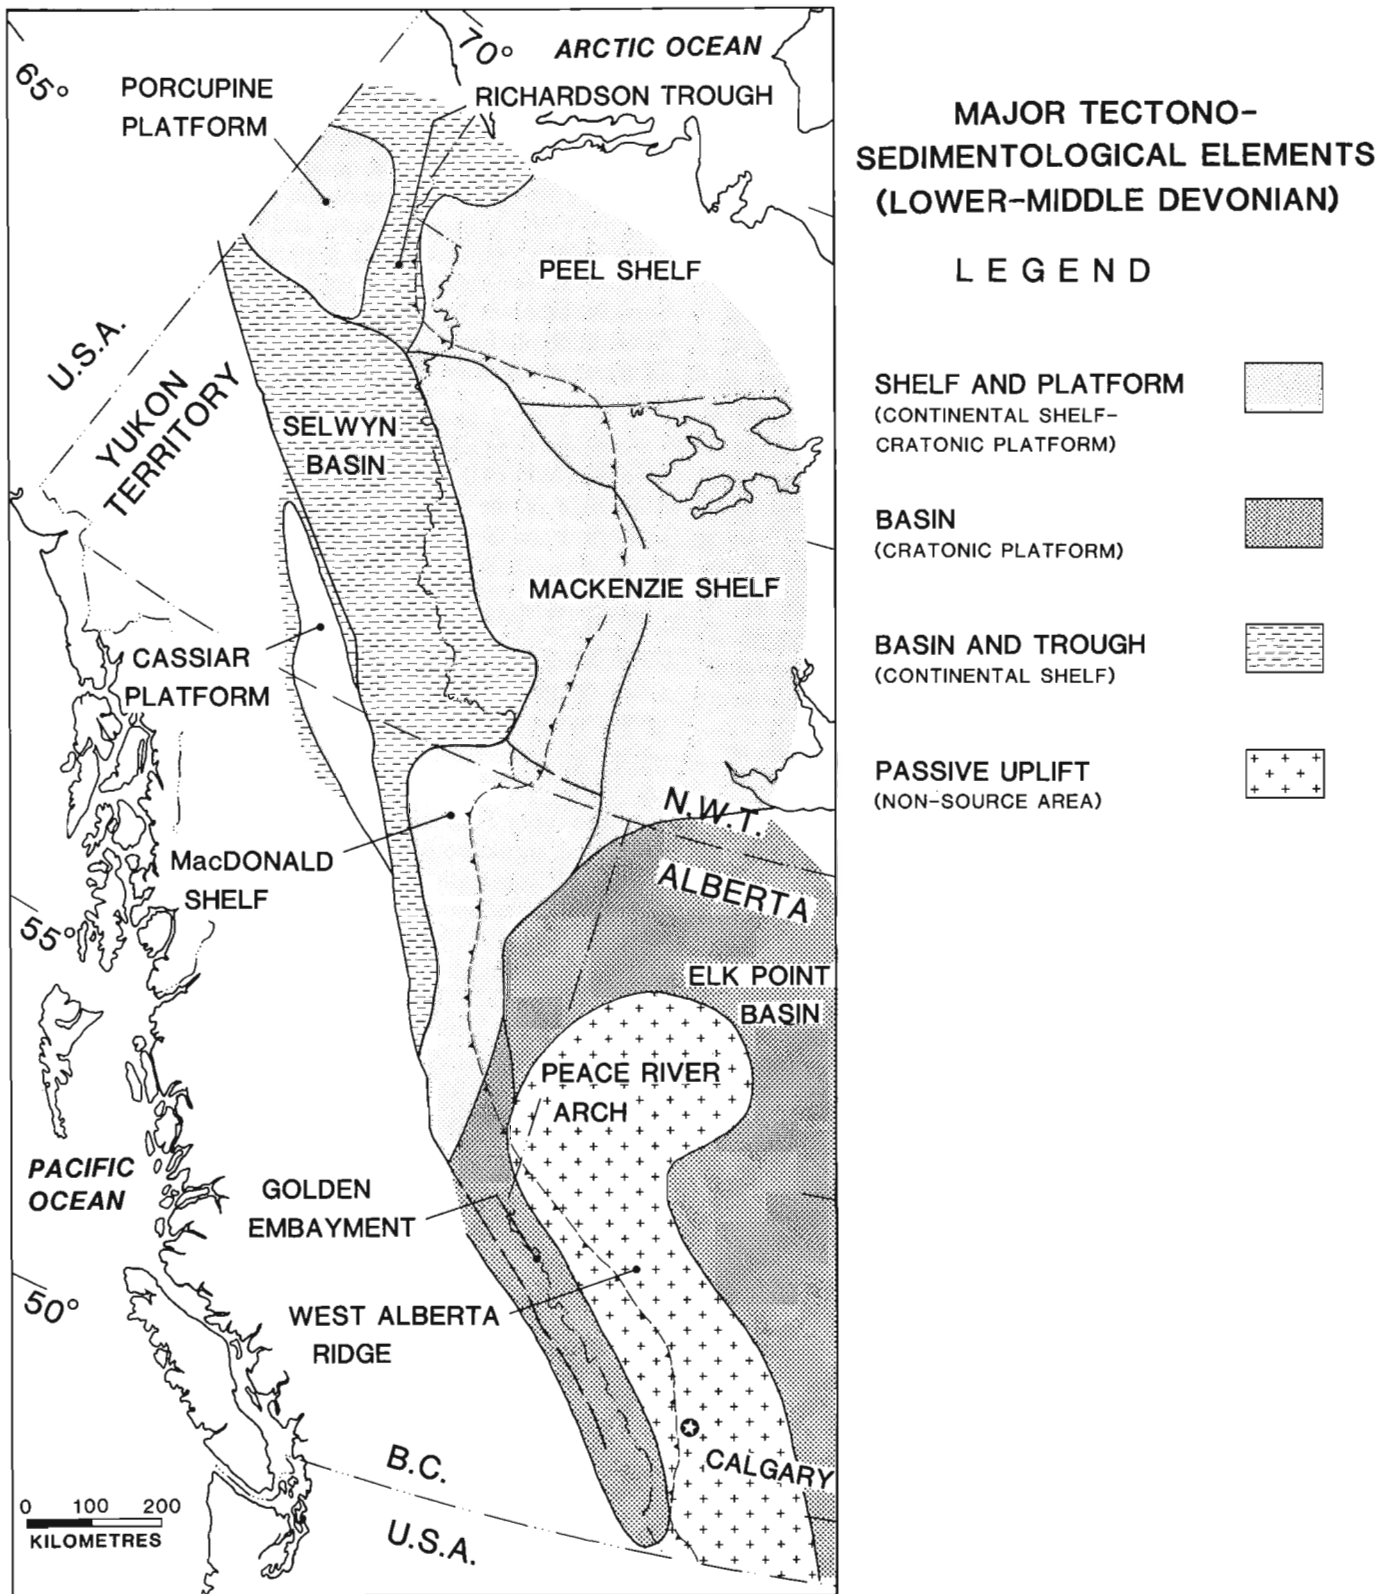 65°
70°
ARCTIC OCEAN
PORCUPINE
PLATFORM
RICHARDSON TROUGH
PEEL SHELF
U.S.A.
YUKON
TERRITORY
SELWYN
BASIN
MACKENZIE SHELF
CASSIAR
PLATFORM
N.W.T.
MacDONALD
SHELF
ALBERTA
55°
ELK POINT
BASIN
PEACE RIVER
ARCH
PACIFIC
OCEAN
GOLDEN
EMBAYMENT
50°
WEST ALBERTA
RIDGE
B.C.
CALGARY
0 100 200
KILOMETRES
U.S.A.
MAJOR TECTONO-
SEDIMENTOLOGICAL ELEMENTS
(LOWER-MIDDLE DEVONIAN)
LEGEND
SHELF AND PLATFORM
(CONTINENTAL SHELF-
CRATONIC PLATFORM)
BASIN
(CRATONIC PLATFORM)
BASIN AND TROUGH
(CONTINENTAL SHELF)
PASSIVE UPLIFT
(NON-SOURCE AREA)